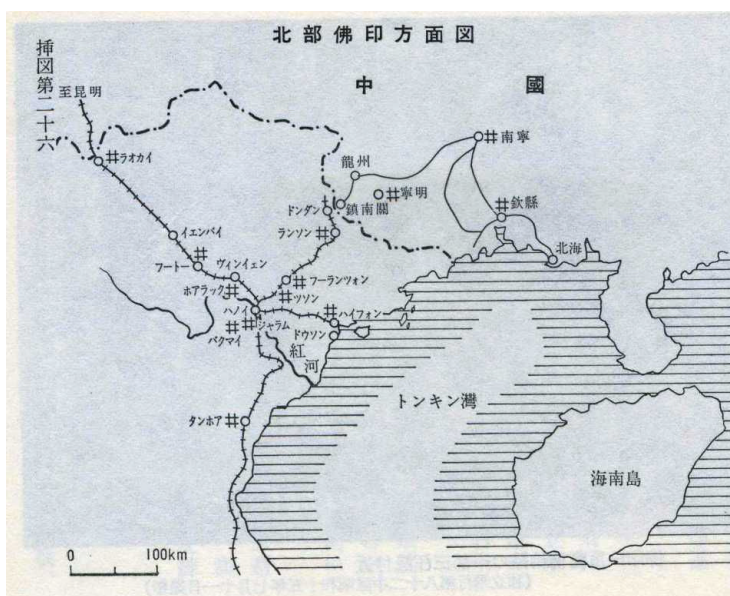 北部佛印方面図
挿図第二十六
至昆明
中國
ラオカイ
南寧
龍州
寧明
鎮南關
ドンダン
欽縣
ランソン
北海
イエンバイ
フートー
ヴィンイェン
フーランツォン
ホアラック
ツソン
ハノイ
ジャラム
ハイフォン
バクマイ
ドウソン
紅河
トンキン灣
タンホア
海南島
0 100km